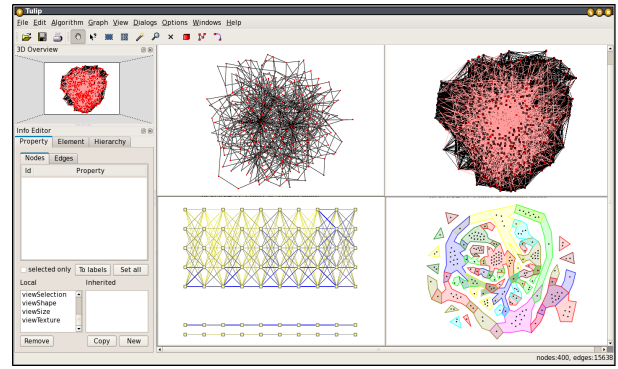 Tulip
File Edit Algorithm Graph View Dialogs Options Windows Help
3D Overview
Info Editor
Property Element Hierarchy
Nodes Edges
Id Property
selected only To labels Set all
Local Inherited
viewSelection
viewShape
viewSize
viewTexture
Remove Copy New
nodes:400, edges:15638